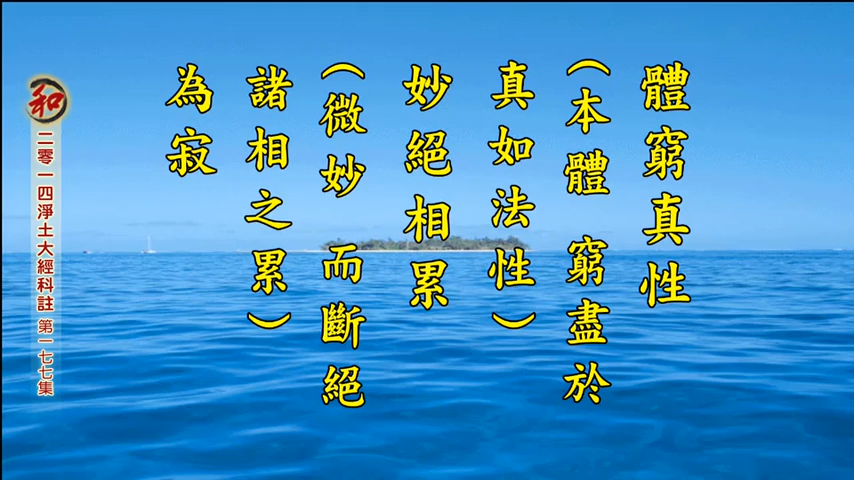 體窮真性
(本體 窮盡於
真如法性)
妙絕相累
(微妙 而斷絕
諸相之累)
為寂
和
二零一四淨土大經科註 第一七七集